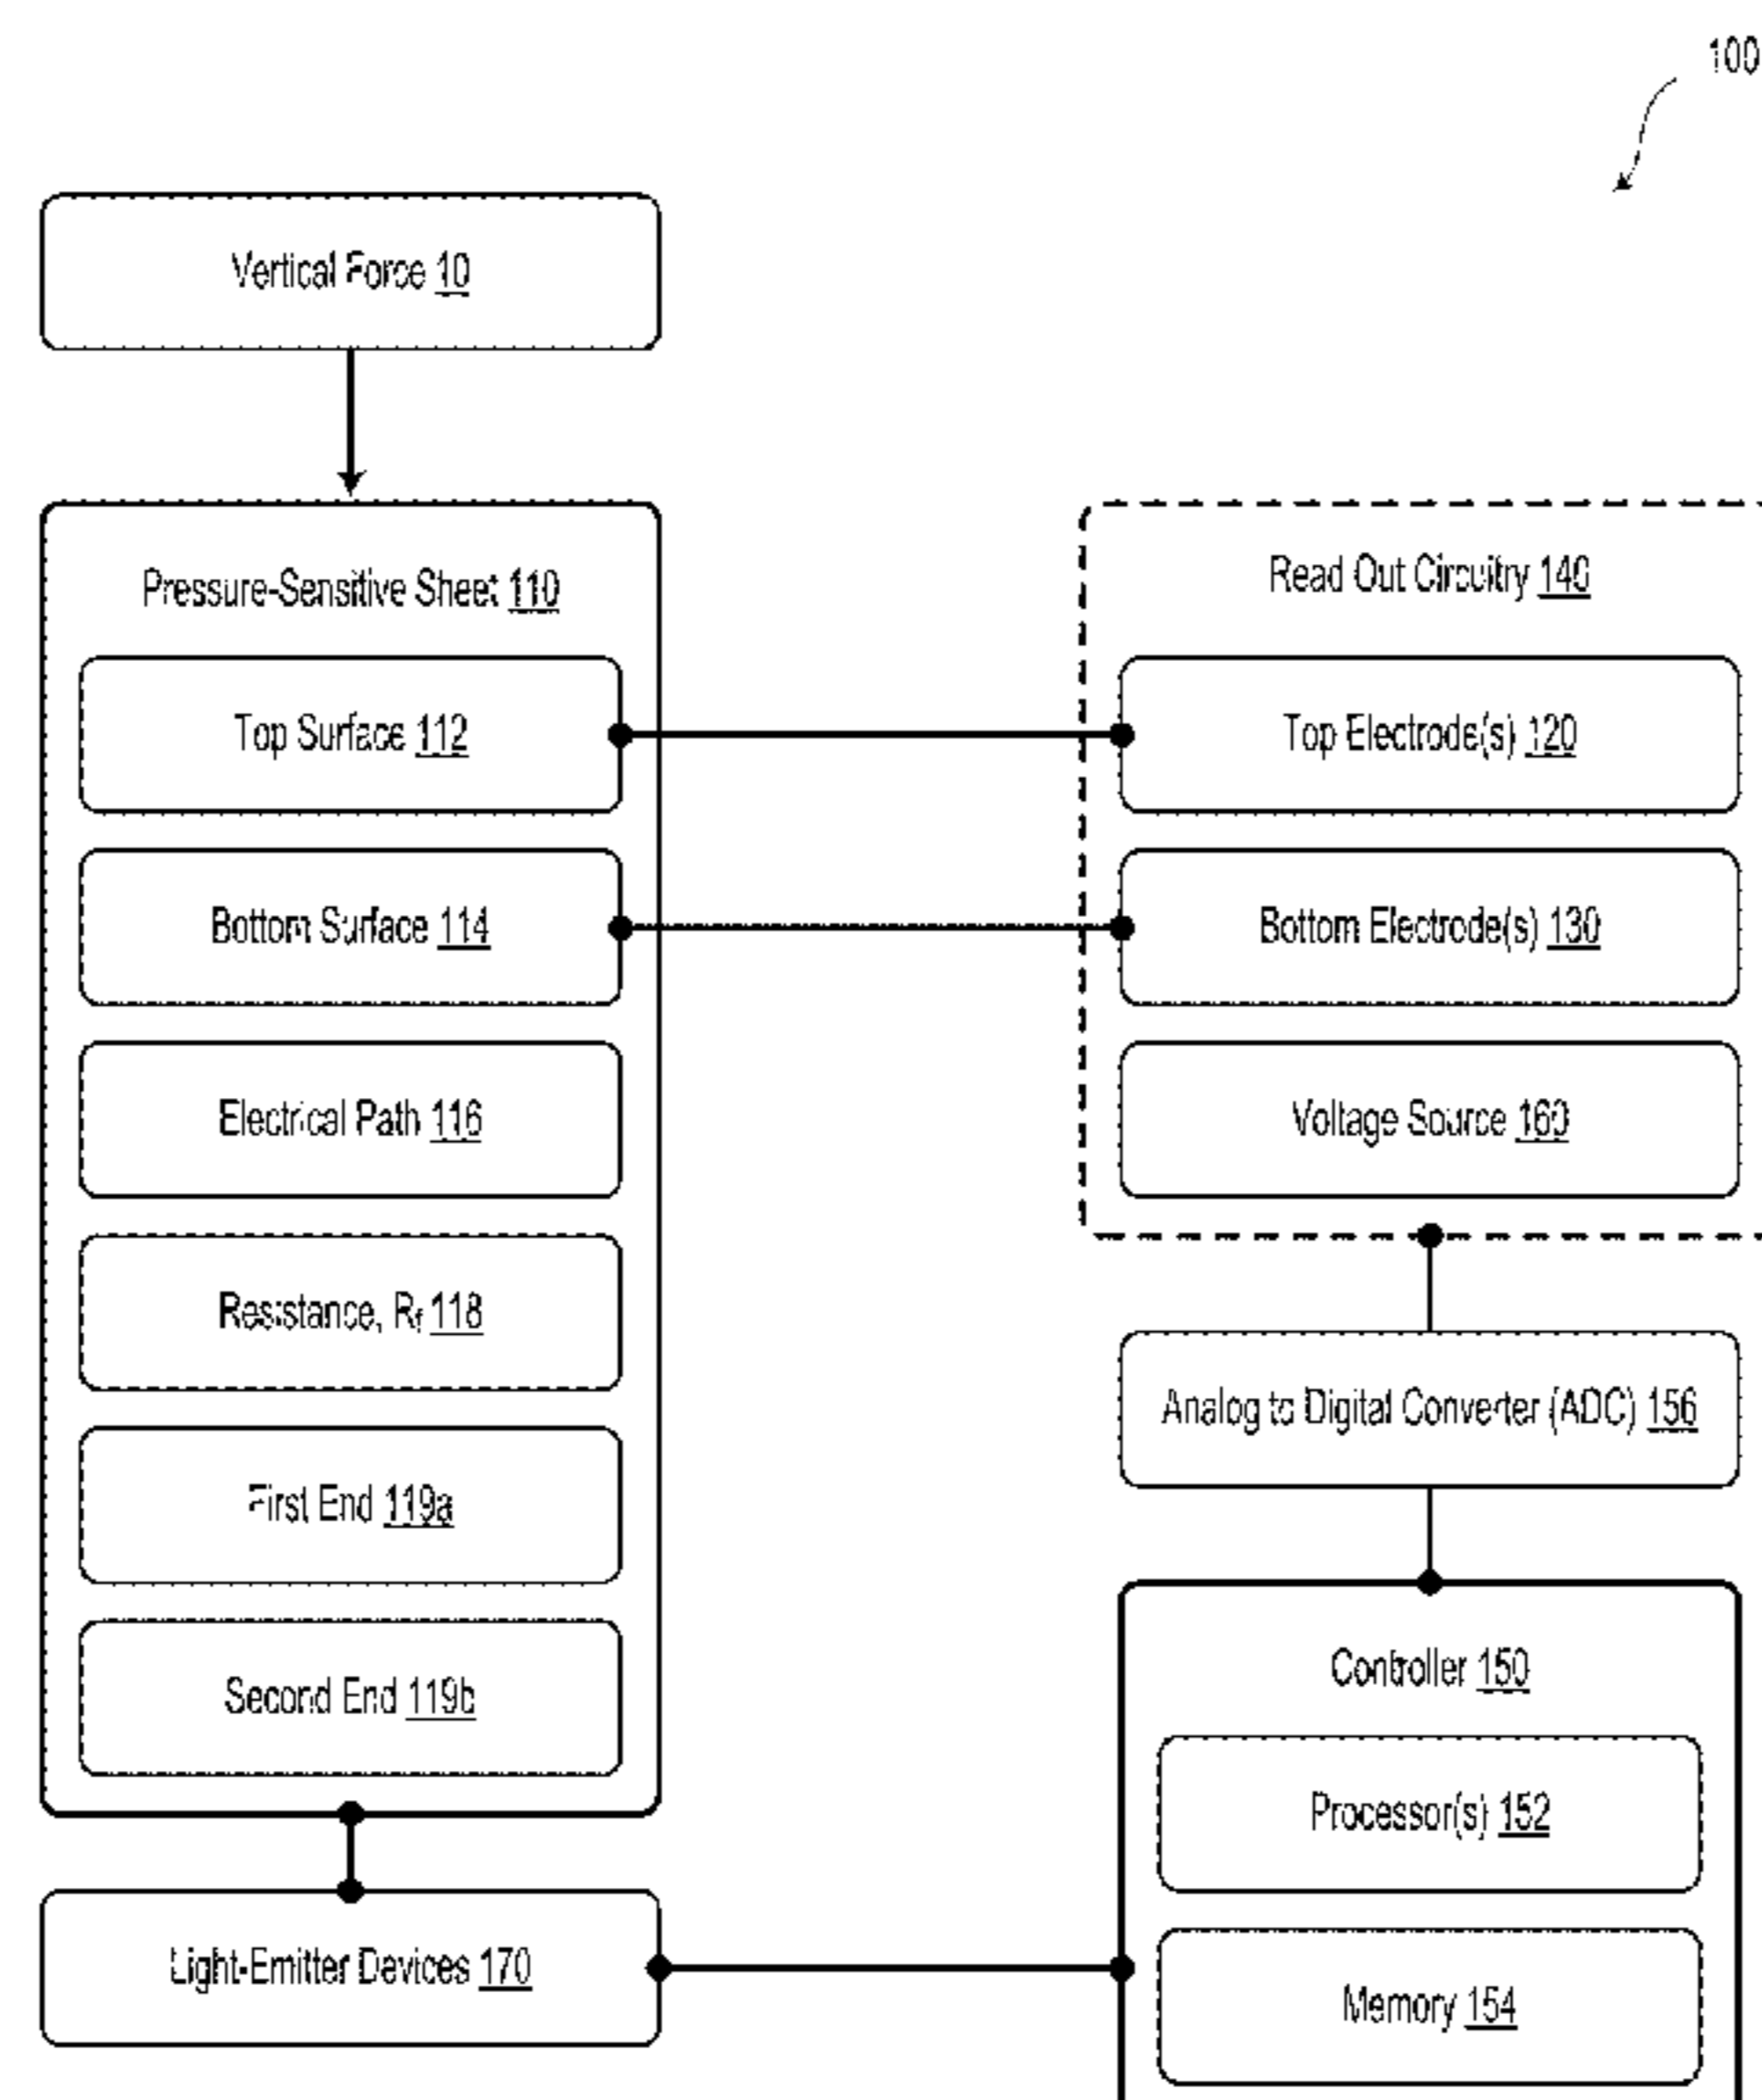 100
Vertical Force 10
Pressure-Sensitive Sheet 110
Top Surface 112
Bottom Surface 114
Electrical Path 116
Resistance, Rf 118
First End 119a
Second End 119b
Light-Emitter Devices 170
Read Out Circuitry 140
Top Electrode(s) 120
Bottom Electrode(s) 130
Voltage Source 160
Analog to Digital Converter (ADC) 156
Controller 150
Processor(s) 152
Memory 154